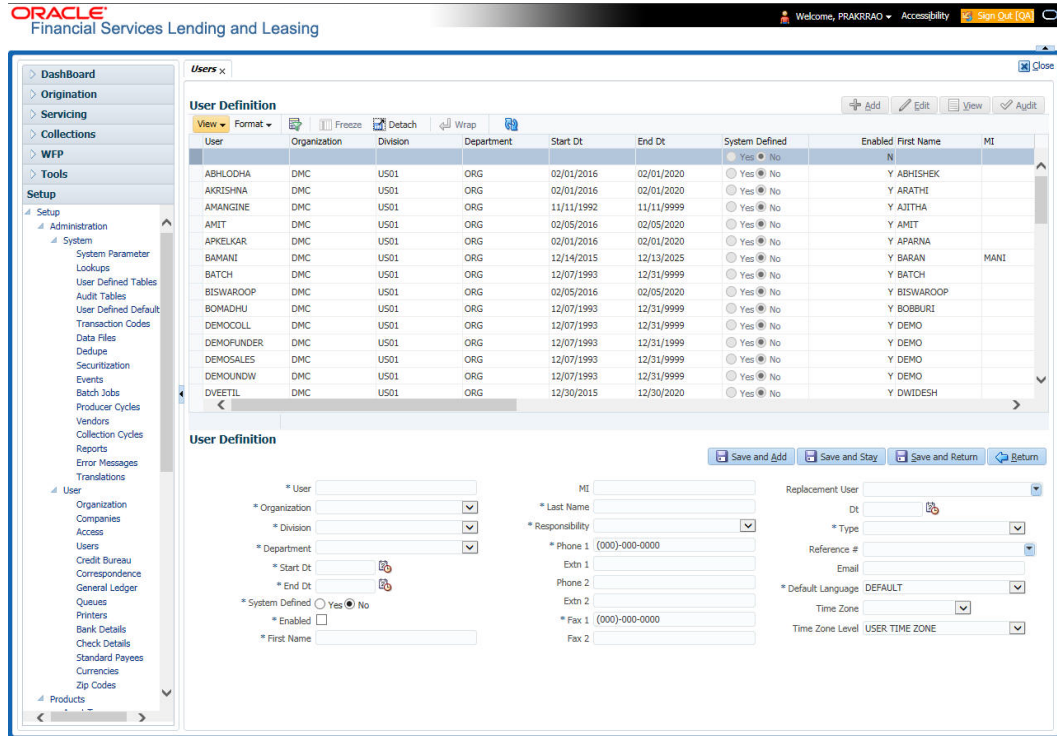 ORACLE
Financial Services Lending and Leasing
Welcome, PRAKRRAO Accessibility Sign Out [QA]
Users
Close
DashBoard
Origination
Servicing
Collections
WFP
Tools
Setup
Setup
Administration
System
System Parameter
Lookups
User Defined Tables
Audit Tables
User Defined Default
Transaction Codes
Data Files
Dedupe
Securitization
Events
Batch Jobs
Producer Cycles
Vendors
Collection Cycles
Reports
Error Messages
Translations
User
Organization
Companies
Access
Users
Credit Bureau
Correspondence
General Ledger
Queues
Printers
Bank Details
Check Details
Standard Payees
Currencies
Zip Codes
Products
User Definition
Add Edit View Audit
View Format Freeze Detach Wrap
User Organization Division Department Start Dt End Dt System Defined Enabled First Name MI
Yes No N
ABHLODHA DMC US01 ORG 02/01/2016 02/01/2020 Yes No Y ABHISHEK
AKRISHNA DMC US01 ORG 02/01/2016 02/01/2020 Yes No Y ARATHI
AMANGINE DMC US01 ORG 11/11/1992 11/11/9999 Yes No Y AJITHA
AMIT DMC US01 ORG 02/05/2016 02/05/2020 Yes No Y AMIT
APKELKAR DMC US01 ORG 02/01/2016 02/01/2020 Yes No Y APARNA
BAMANI DMC US01 ORG 12/14/2015 12/13/2025 Yes No Y BARAN MANI
BATCH DMC US01 ORG 12/07/1993 12/31/9999 Yes No Y BATCH
BISWAROOP DMC US01 ORG 02/05/2016 02/05/2020 Yes No Y BISWAROOP
BOMADHU DMC US01 ORG 12/07/1993 12/31/9999 Yes No Y BOBBURI
DEMOCOLL DMC US01 ORG 12/07/1993 12/31/9999 Yes No Y DEMO
DEMOFUNDER DMC US01 ORG 12/07/1993 12/31/9999 Yes No Y DEMO
DEMOSALES DMC US01 ORG 12/07/1993 12/31/9999 Yes No Y DEMO
DEMOUNDW DMC US01 ORG 12/07/1993 12/31/9999 Yes No Y DEMO
DVEETIL DMC US01 ORG 12/30/2015 12/30/2020 Yes No Y DWIDESH
User Definition
Save and Add Save and Stay Save and Return Return
* User
* Organization
* Division
* Department
* Start Dt
* End Dt
* System Defined Yes No
* Enabled
* First Name
MI
* Last Name
* Responsibility
* Phone 1 (000)-000-0000
Extn 1
Phone 2
Extn 2
* Fax 1 (000)-000-0000
Fax 2
Replacement User
Dt
* Type
Reference #
Email
* Default Language DEFAULT
Time Zone
Time Zone Level USER TIME ZONE